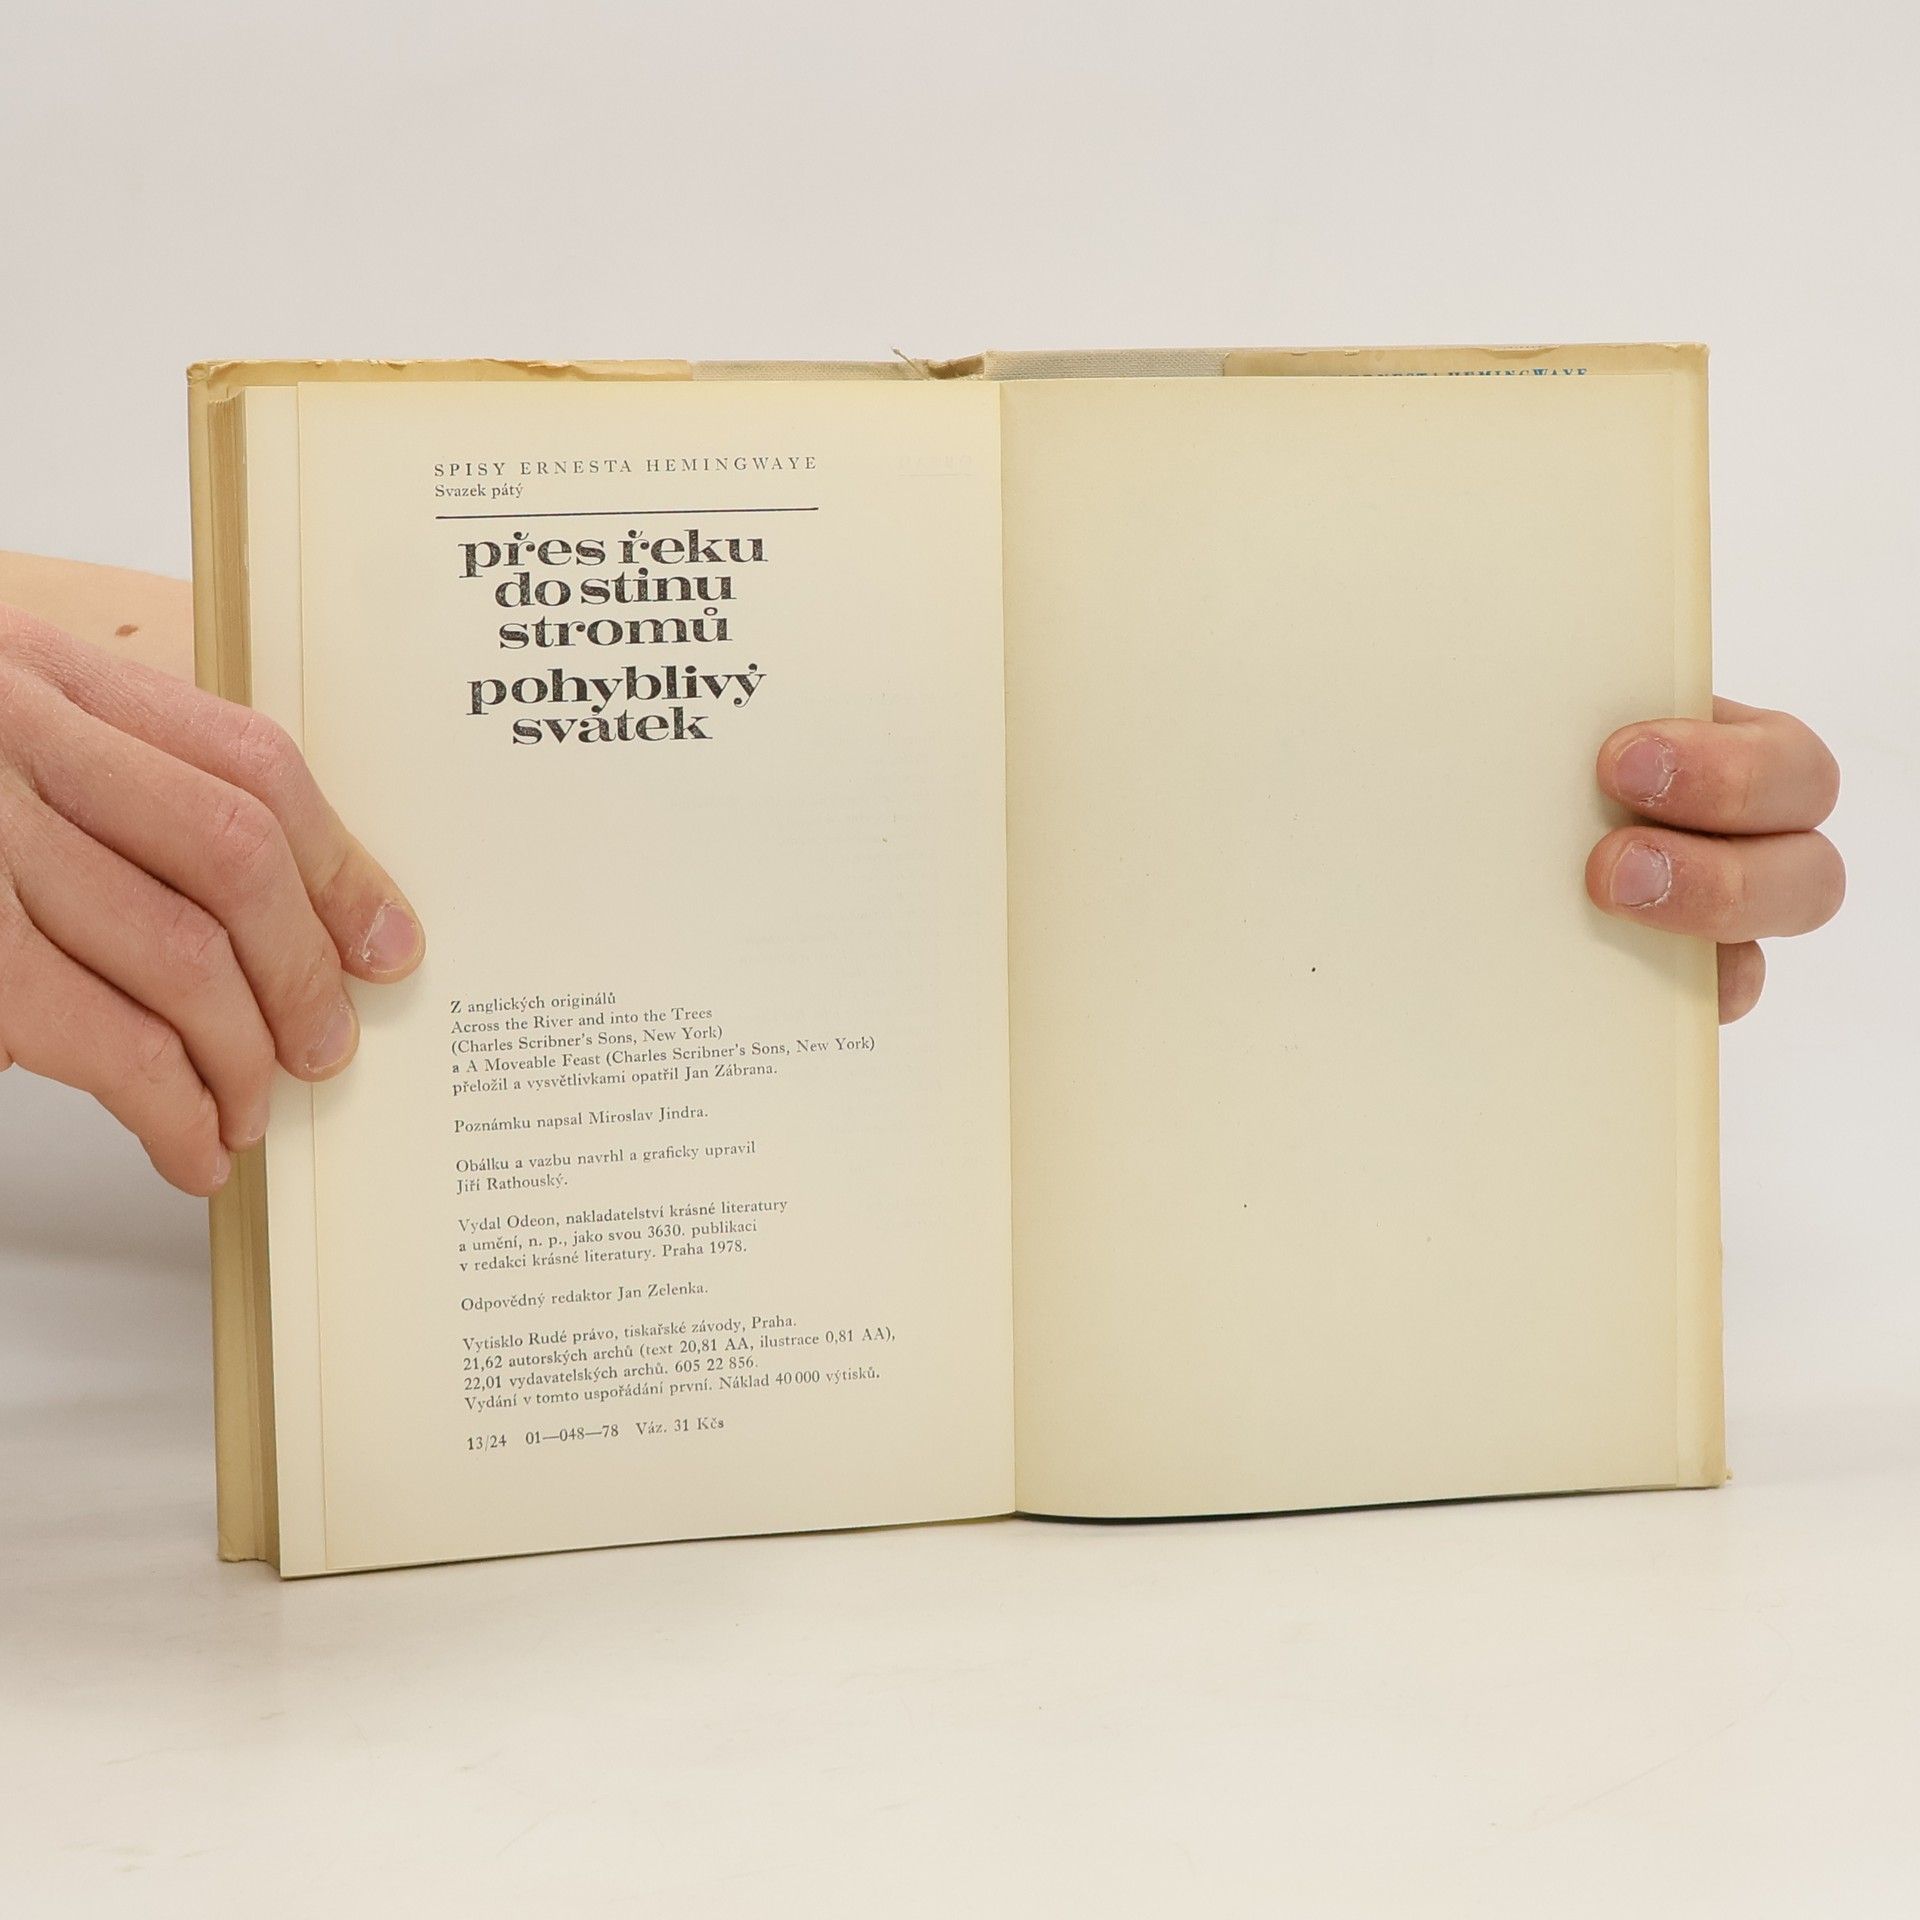 SPISY ERNESTA HEMINGWAYE
Svazek pátý
přes řeku
do stínu
stromů
pohyblivý
svátek
Z anglických originálů
Across the River and into the Trees
(Charles Scribner's Sons, New York)
a A Moveable Feast (Charles Scribner's Sons, New York)
přeložil a vysvětlivkami opatřil Jan Zábrana.
Poznámku napsal Miroslav Jindra.
Obálku a vazbu navrhl a graficky upravil
Jiří Rathouský.
Vydal Odeon, nakladatelství krásné literatury
a umění, n. p., jako svou 3630. publikaci
v redakci krásné literatury. Praha 1978.
Odpovědný redaktor Jan Zelenka.
Vytisklo Rudé právo, tiskařské závody, Praha.
21,62 autorských archů (text 20,81 AA, ilustrace 0,81 AA),
22,01 vydavatelských archů. 605 22 856.
Vydání v tomto uspořádání první. Náklad 40 000 výtisků.
13/24 01—048—78 Váz. 31 Kčs
HEMINGWAYE